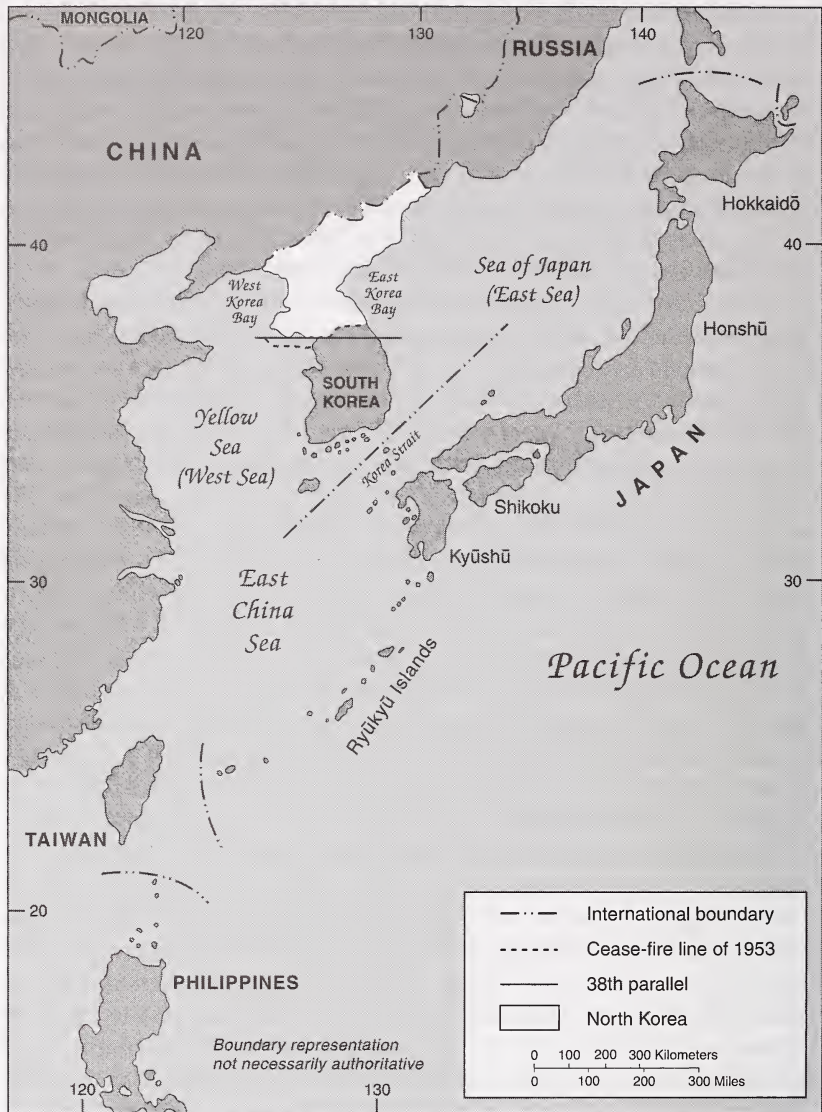 MONGOLIA
120
130
140
RUSSIA
CHINA
Hokkaidō
40
40
West
Korea
Bay
East
Korea
Bay
Sea of Japan
(East Sea)
Honshū
SOUTH
KOREA
Yellow
Sea
(West Sea)
Korea Strait
JAPAN
Shikoku
Kyūshū
30
30
East
China
Sea
Pacific Ocean
Ryūkyū Islands
TAIWAN
20
PHILIPPINES
Boundary representation
not necessarily authoritative
120
130
International boundary
Cease-fire line of 1953
38th parallel
North Korea
0 100 200 300 Kilometers
0 100 200 300 Miles